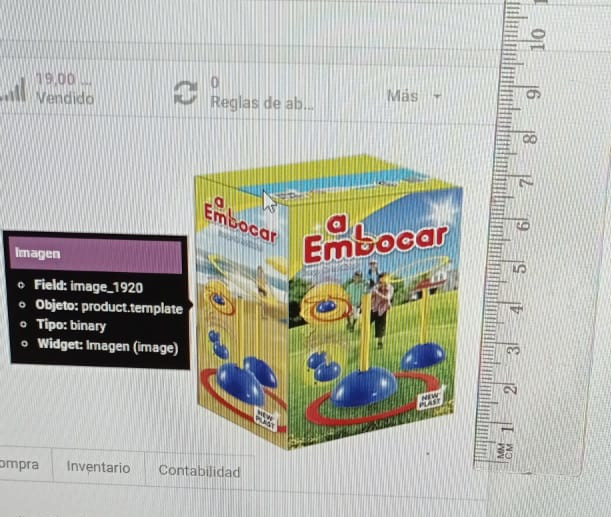 19,00 ...
Vendido
0
Reglas de ab...
Más
Imagen
Field: image_1920
Objeto: product.template
Tipo: binary
Widget: Imagen (image)
a
Embocar
a
Embocar
NEW
PLAST
NEW
PLAST
ompra
Inventario
Contabilidad
10
9
8
7
6
5
4
3
2
1
MM
CM